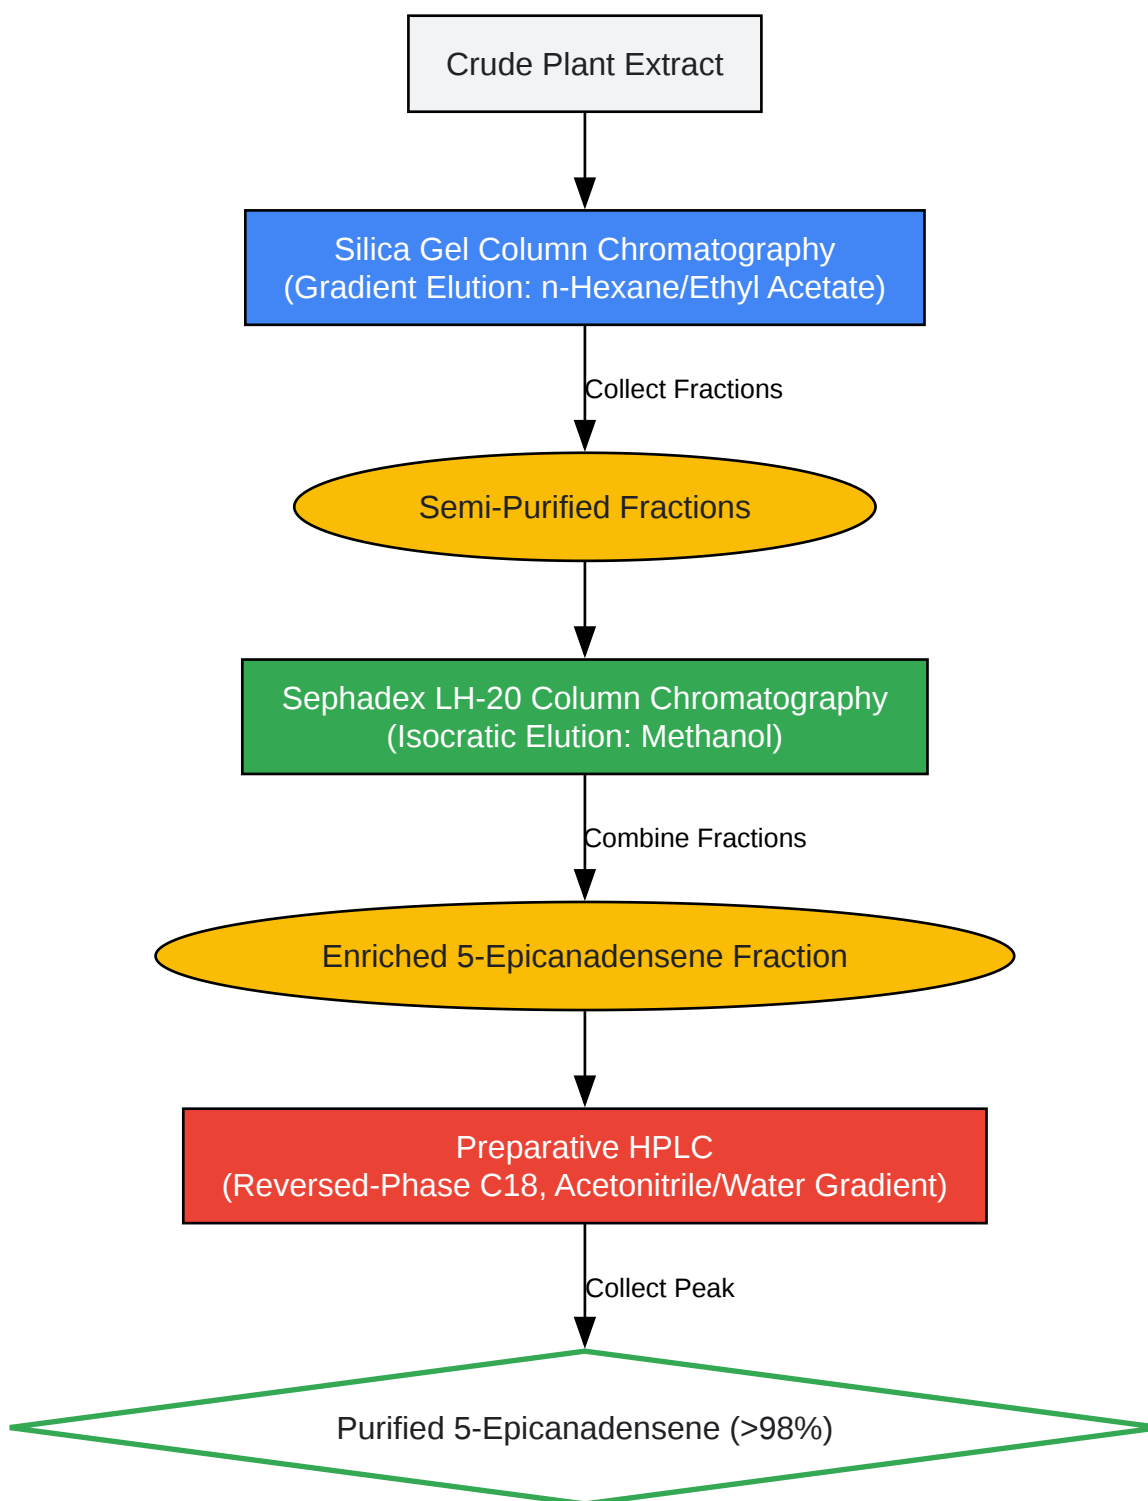 Crude Plant Extract
Silica Gel Column Chromatography
(Gradient Elution: n-Hexane/Ethyl Acetate)
Collect Fractions
Semi-Purified Fractions
Sephadex LH-20 Column Chromatography
(Isocratic Elution: Methanol)
Combine Fractions
Enriched 5-Epicanadensene Fraction
Preparative HPLC
(Reversed-Phase C18, Acetonitrile/Water Gradient)
Collect Peak
Purified 5-Epicanadensene (>98%)